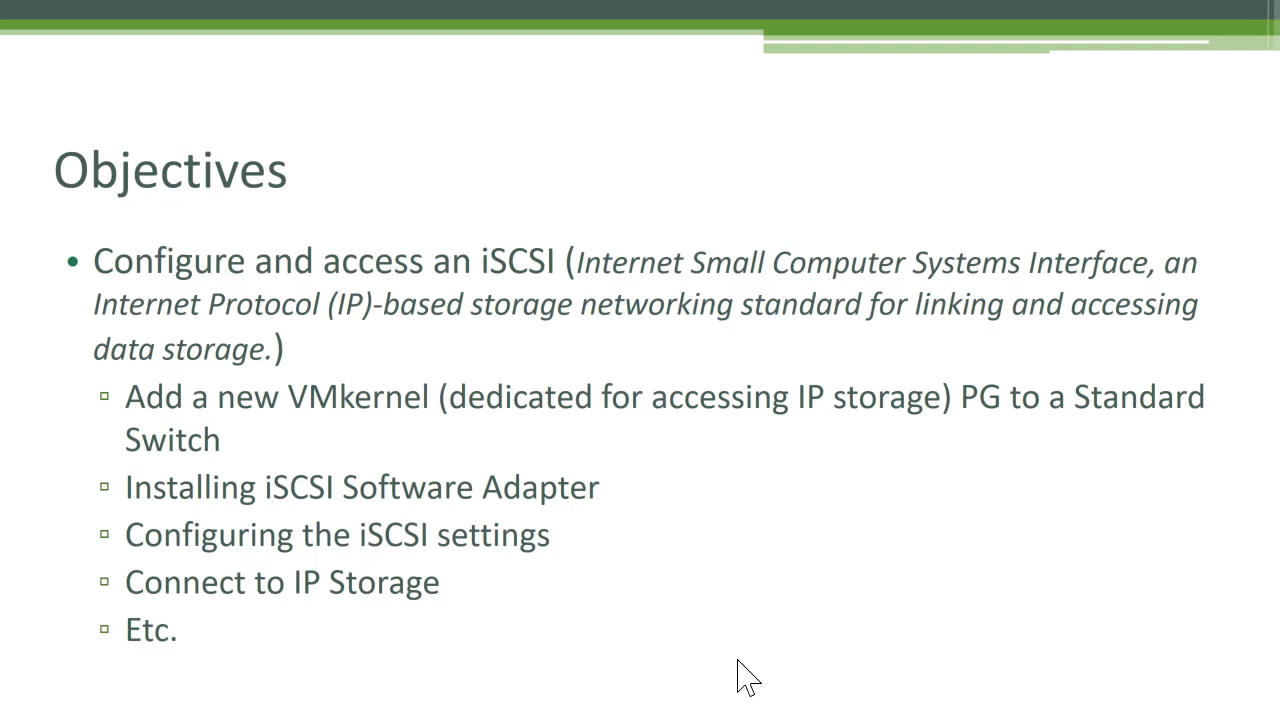 Objectives
• Configure and access an iSCSI (Internet Small Computer Systems Interface, an
Internet Protocol (IP)-based storage networking standard for linking and accessing
data storage.)
▫ Add a new VMkernel (dedicated for accessing IP storage) PG to a Standard
Switch
▫ Installing iSCSI Software Adapter
▫ Configuring the iSCSI settings
▫ Connect to IP Storage
▫ Etc.